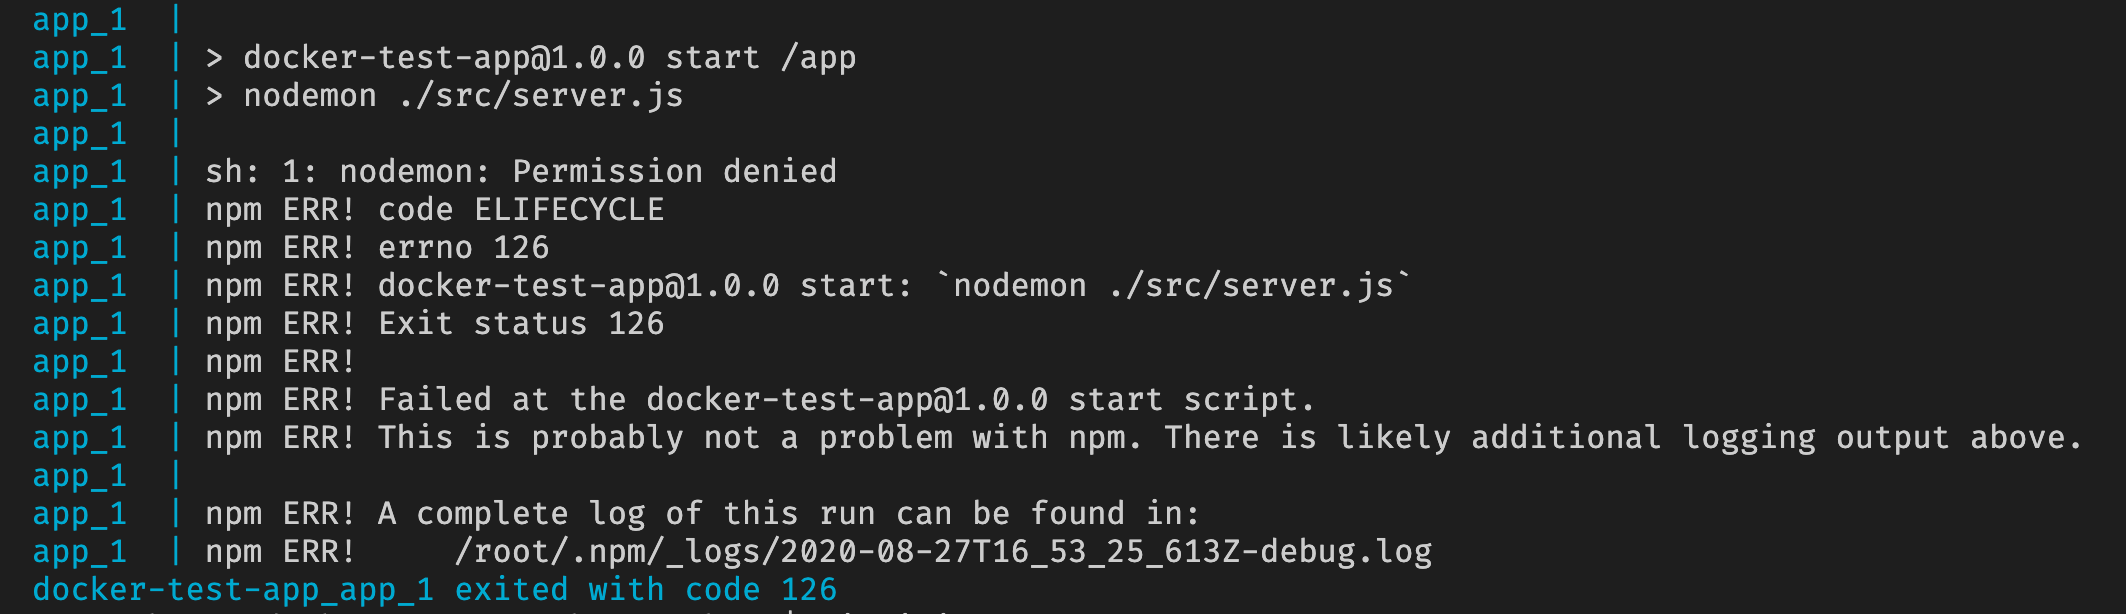 app_1  |
app_1  | > docker-test-app@1.0.0 start /app
app_1  | > nodemon ./src/server.js
app_1  |
app_1  | sh: 1: nodemon: Permission denied
app_1  | npm ERR! code ELIFECYCLE
app_1  | npm ERR! errno 126
app_1  | npm ERR! docker-test-app@1.0.0 start: `nodemon ./src/server.js`
app_1  | npm ERR! Exit status 126
app_1  | npm ERR!
app_1  | npm ERR! Failed at the docker-test-app@1.0.0 start script.
app_1  | npm ERR! This is probably not a problem with npm. There is likely additional logging output above.
app_1  |
app_1  | npm ERR! A complete log of this run can be found in:
app_1  | npm ERR!     /root/.npm/_logs/2020-08-27T16_53_25_613Z-debug.log
docker-test-app_app_1 exited with code 126